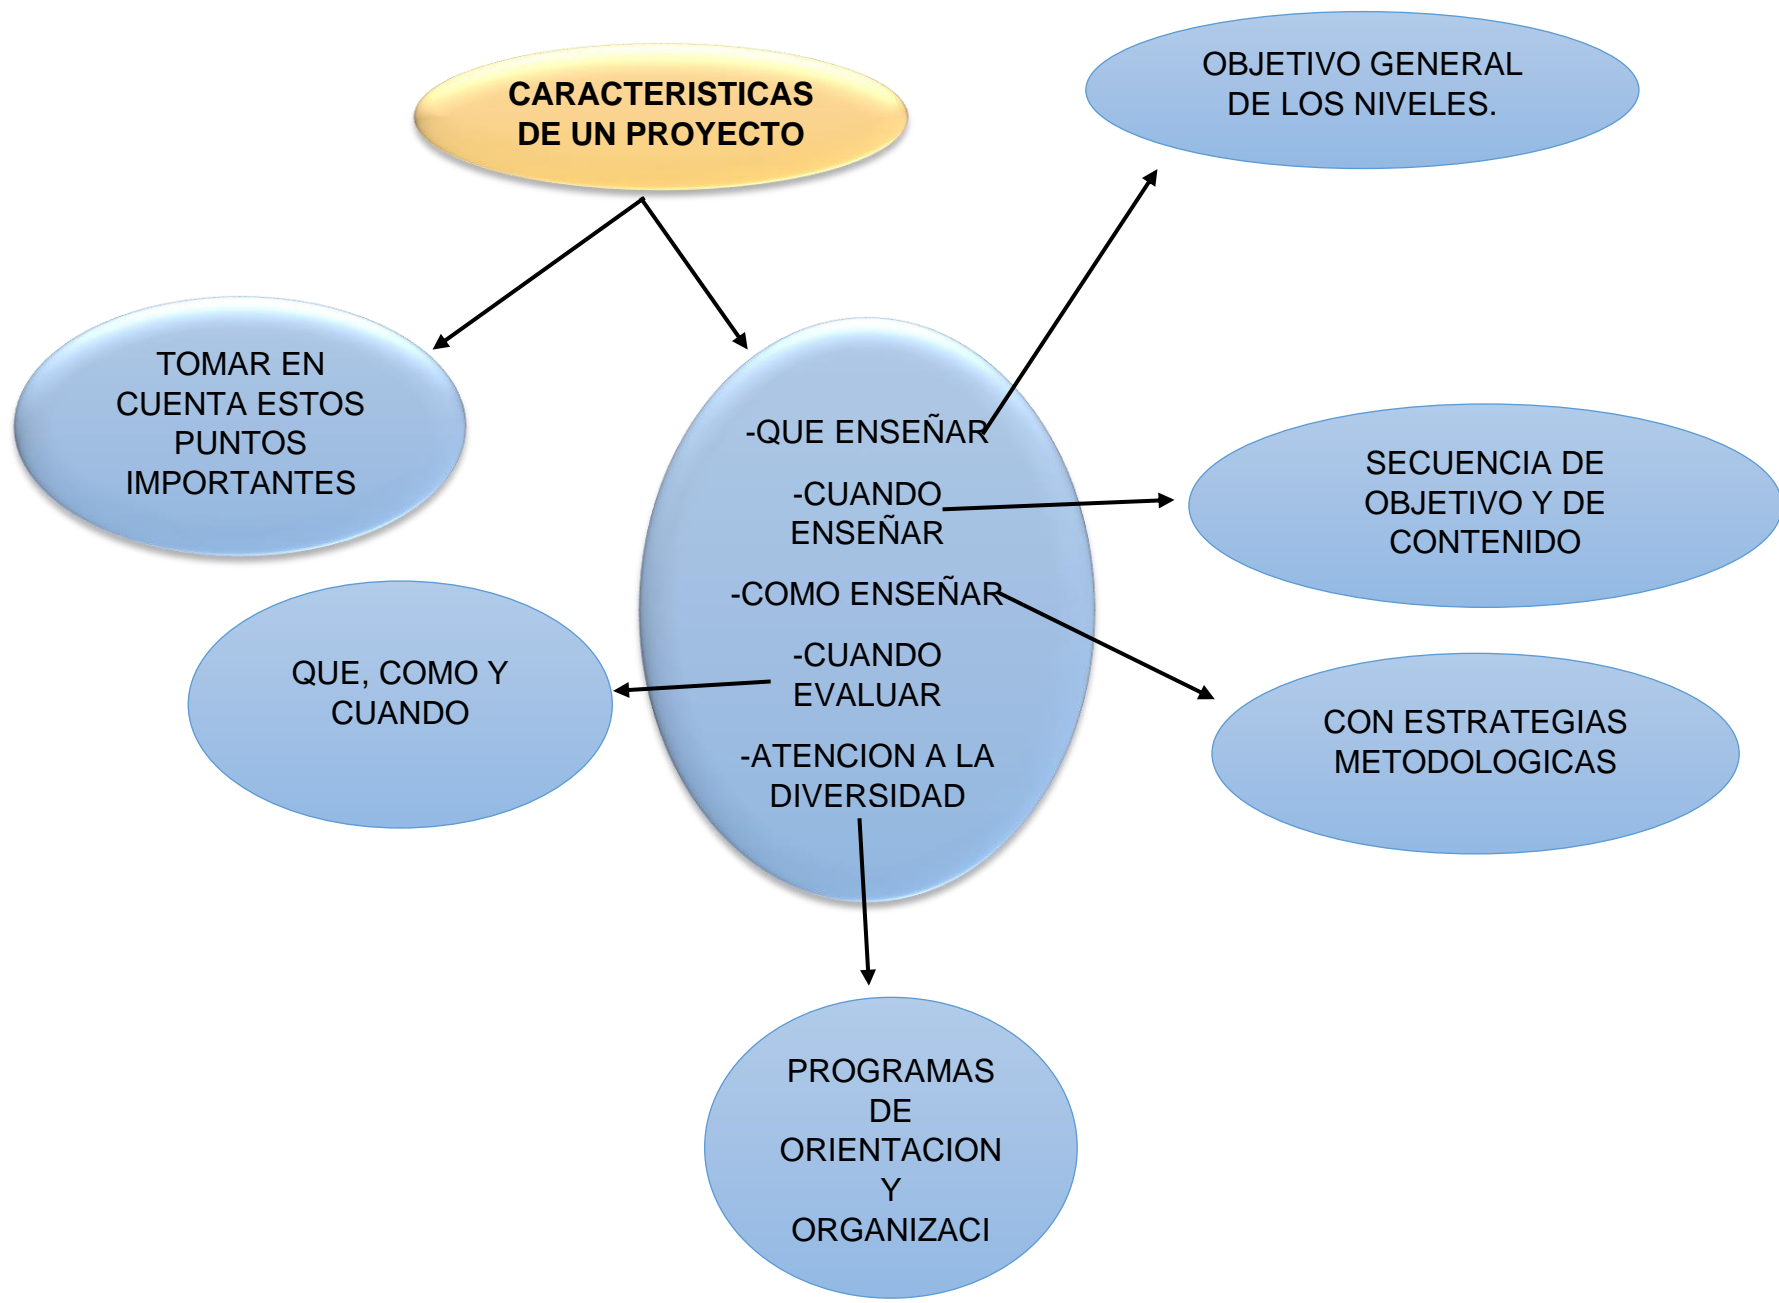 CARACTERISTICAS
DE UN PROYECTO
OBJETIVO GENERAL
DE LOS NIVELES.
TOMAR EN
CUENTA ESTOS
PUNTOS
IMPORTANTES
-QUE ENSEÑAR
-CUANDO
ENSEÑAR
-COMO ENSEÑAR
-CUANDO
EVALUAR
-ATENCION A LA
DIVERSIDAD
SECUENCIA DE
OBJETIVO Y DE
CONTENIDO
QUE, COMO Y
CUANDO
CON ESTRATEGIAS
METODOLOGICAS
PROGRAMAS
DE
ORIENTACION
Y
ORGANIZACI